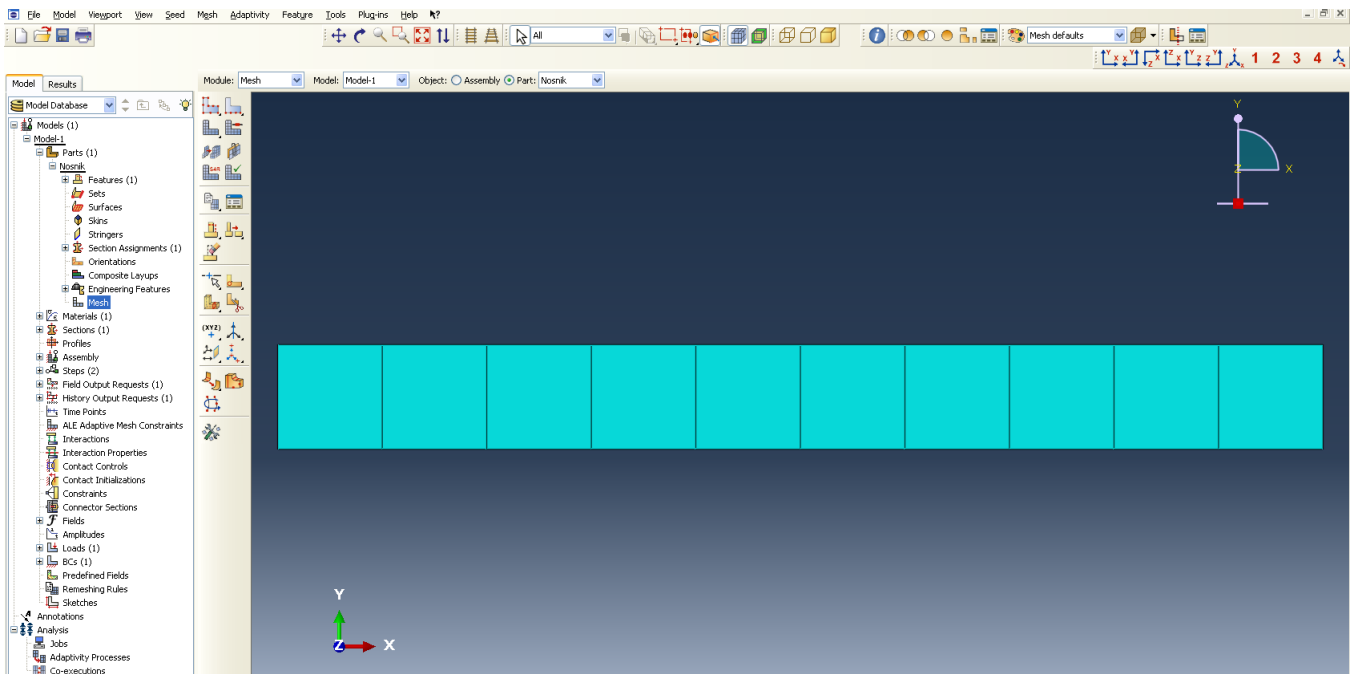 File Model Viewport View Seed Mesh Adaptivity Feature Tools Plug-ins Help
All
Mesh defaults
1 2 3 4
Model Results
Module: Mesh Model: Model-1 Object: Assembly Part: Nosnik
Model Database
Models (1)
Model-1
Parts (1)
Nosnik
Features (1)
Sets
Surfaces
Skins
Stringers
Section Assignments (1)
Orientations
Composite Layups
Engineering Features
Mesh
Materials (1)
Sections (1)
Profiles
Assembly
Steps (2)
Field Output Requests (1)
History Output Requests (1)
Time Points
ALE Adaptive Mesh Constraints
Interactions
Interaction Properties
Contact Controls
Contact Initializations
Constraints
Connector Sections
Fields
Amplitudes
Loads (1)
BCs (1)
Predefined Fields
Remeshing Rules
Sketches
Annotations
Analysis
Jobs
Adaptivity Processes
Co-executions
(XYZ)
Y
Z X
Y
Z X